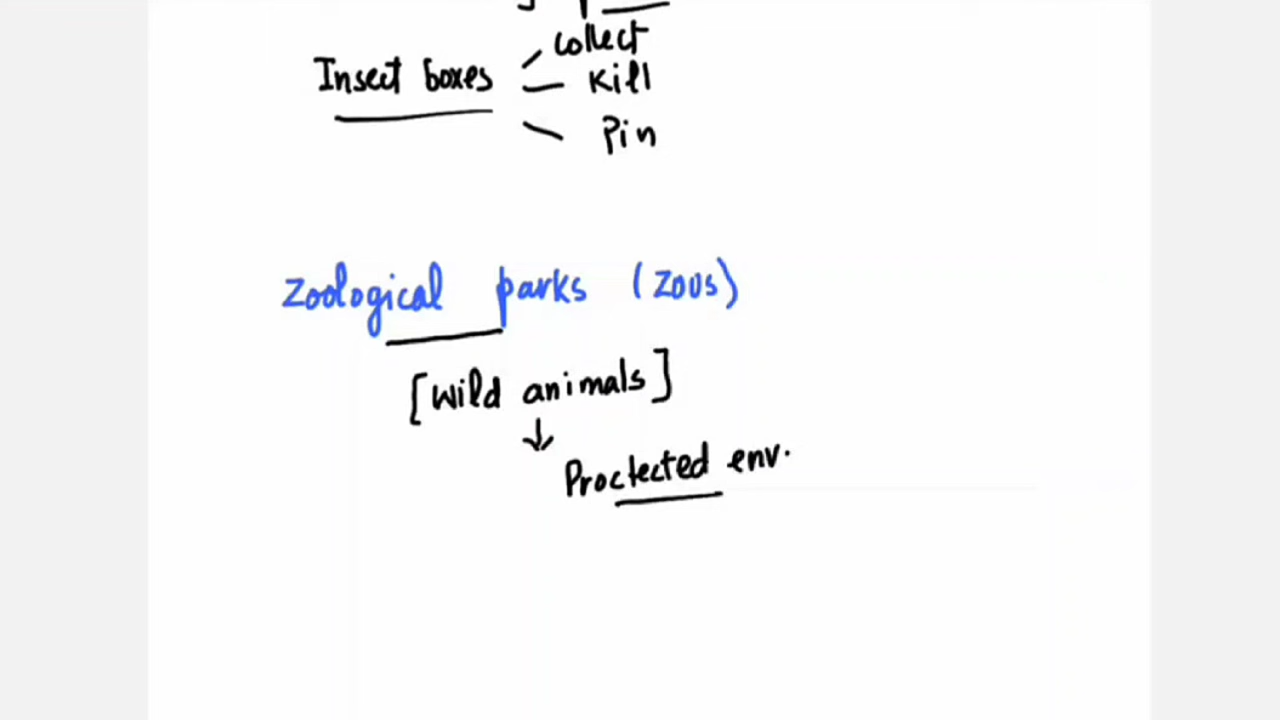 collect
Insect boxes
Kill
Pin
zoological parks (zoos)
[Wild animals]
↓
Proctected env.